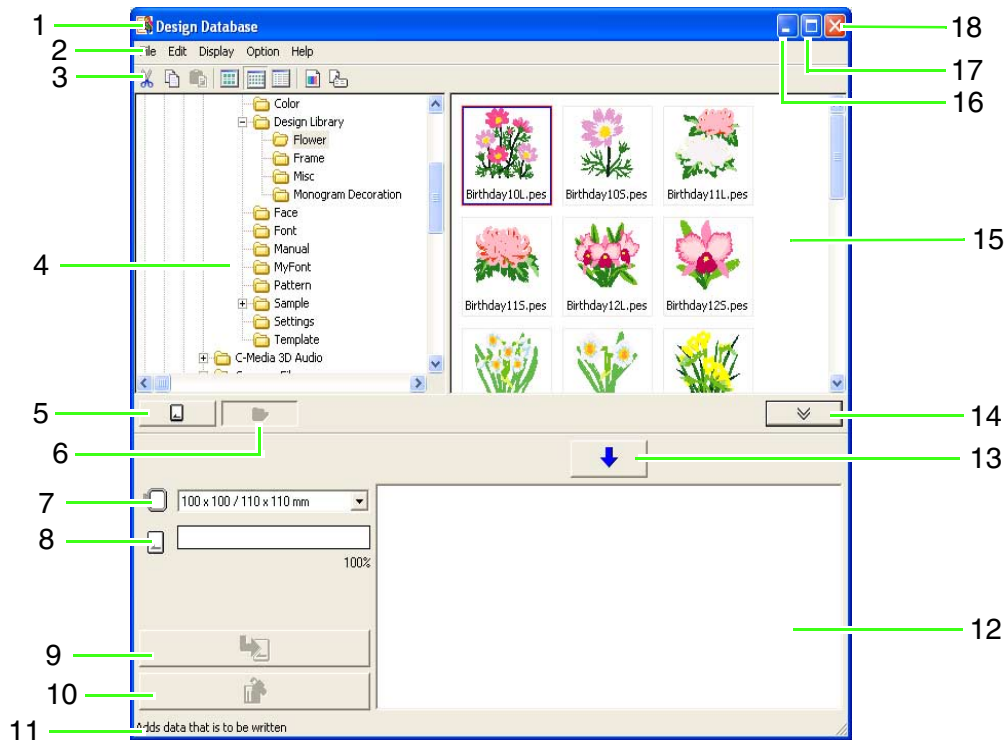 1
Design Database
18
2
File Edit Display Option Help
3
17
16
Color
Design Library
Flower
Frame
Misc
Monogram Decoration
Face
Font
Manual
MyFont
Pattern
Sample
Settings
Template
C-Media 3D Audio
4
Birthday10L.pes Birthday10S.pes Birthday11L.pes
Birthday11S.pes Birthday12L.pes Birthday12S.pes
15
5
14
6
13
7
100 x 100 / 110 x 110 mm
8
100%
12
9
10
11
Adds data that is to be written